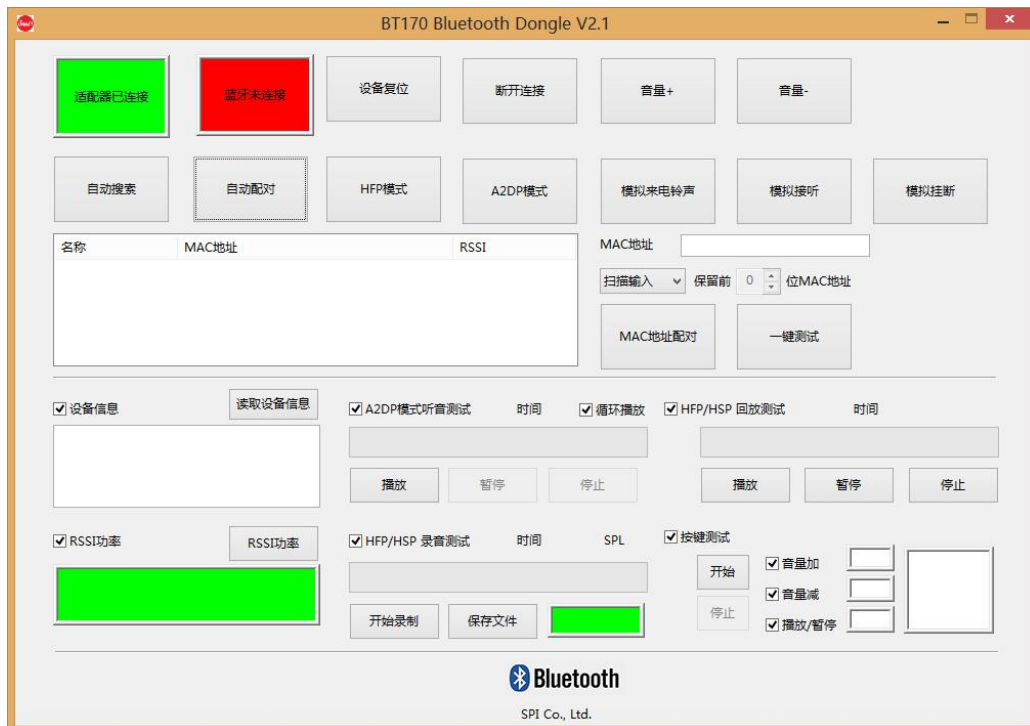 BT170 Bluetooth Dongle V2.1
适配器已连接 蓝牙未连接 设备复位 断开连接 音量+ 音量-
自动搜索 自动配对 HFP模式 A2DP模式 模拟来电铃声 模拟接听 模拟挂断
名称 MAC地址 RSSI
MAC地址
扫描输入 保留前 0 位MAC地址
MAC地址配对 一键测试
设备信息 读取设备信息
A2DP模式听音测试 时间 循环播放
HFP/HSP 回放测试 时间
播放 暂停 停止
播放 暂停 停止
RSSI功率 RSSI功率
HFP/HSP 录音测试 时间 SPL
开始录制 保存文件
按键测试
开始 音量加
音量减
停止
播放/暂停
Bluetooth
SPI Co., Ltd.